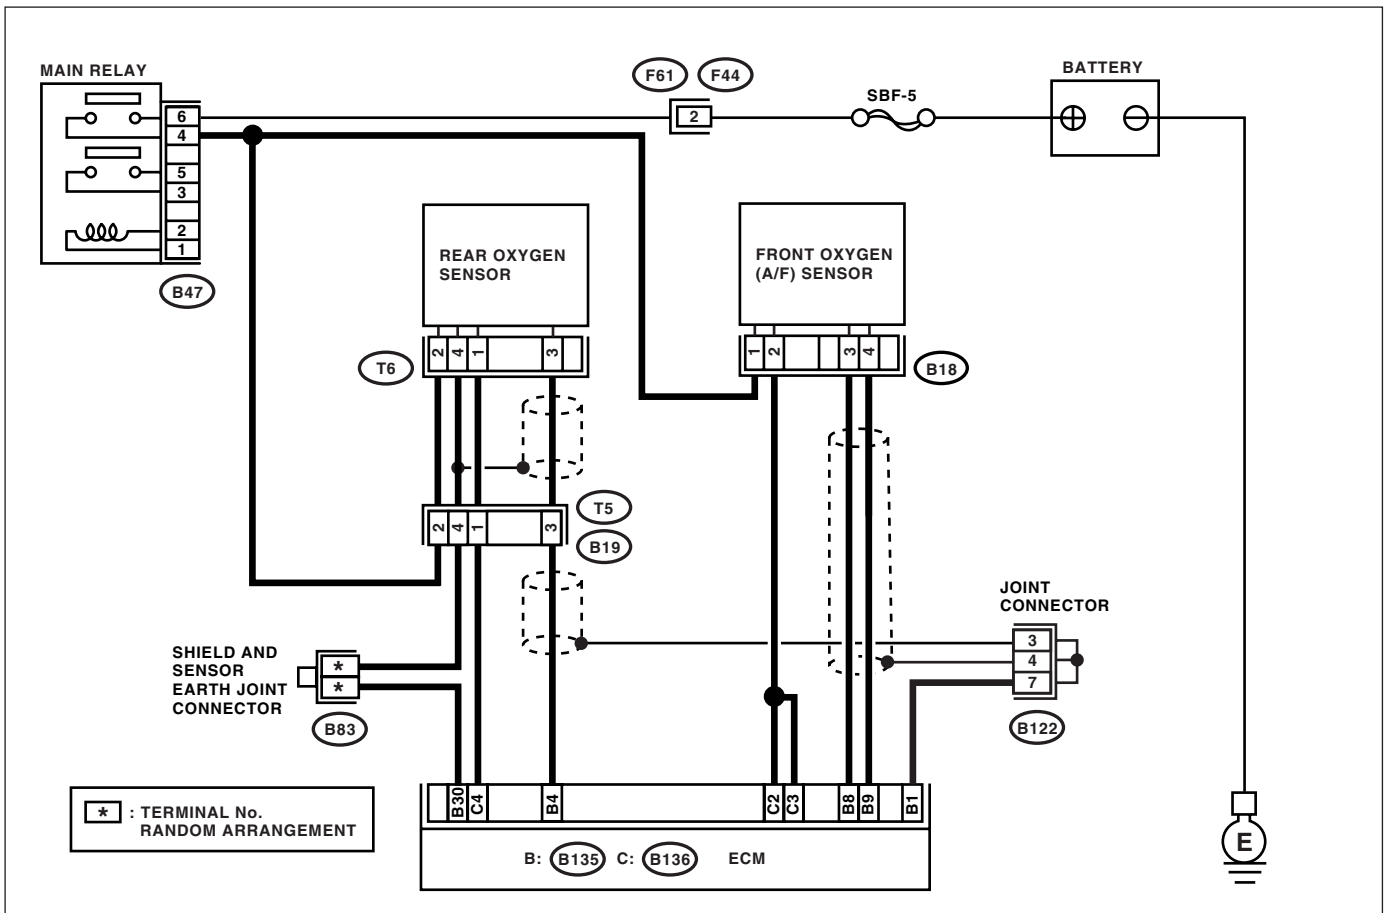 MAIN RELAY
6
4
5
3
2
1
B47
F61
F44
2
SBF-5
BATTERY
REAR OXYGEN
SENSOR
2
4
1
3
T6
FRONT OXYGEN
(A/F) SENSOR
1
2
3
4
B18
2
4
1
3
T5
B19
SHIELD AND
SENSOR
EARTH JOINT
CONNECTOR
*
*
B83
JOINT
CONNECTOR
3
4
7
B122
B30
C4
B4
C2
C3
B8
B9
B1
B: B135 C: B136 ECM
* : TERMINAL No.
RANDOM ARRANGEMENT
E